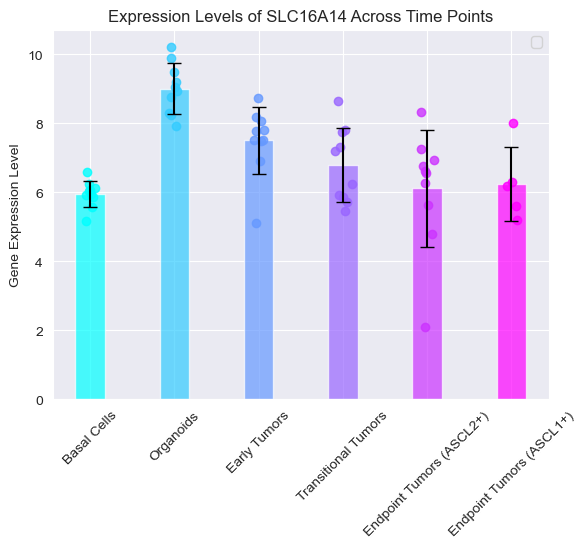 Expression Levels of SLC16A14 Across Time Points
Gene Expression Level
10
8
6
4
2
0
Basal Cells
Organoids
Early Tumors
Transitional Tumors
Endpoint Tumors (ASCL2+)
Endpoint Tumors (ASCL1+)